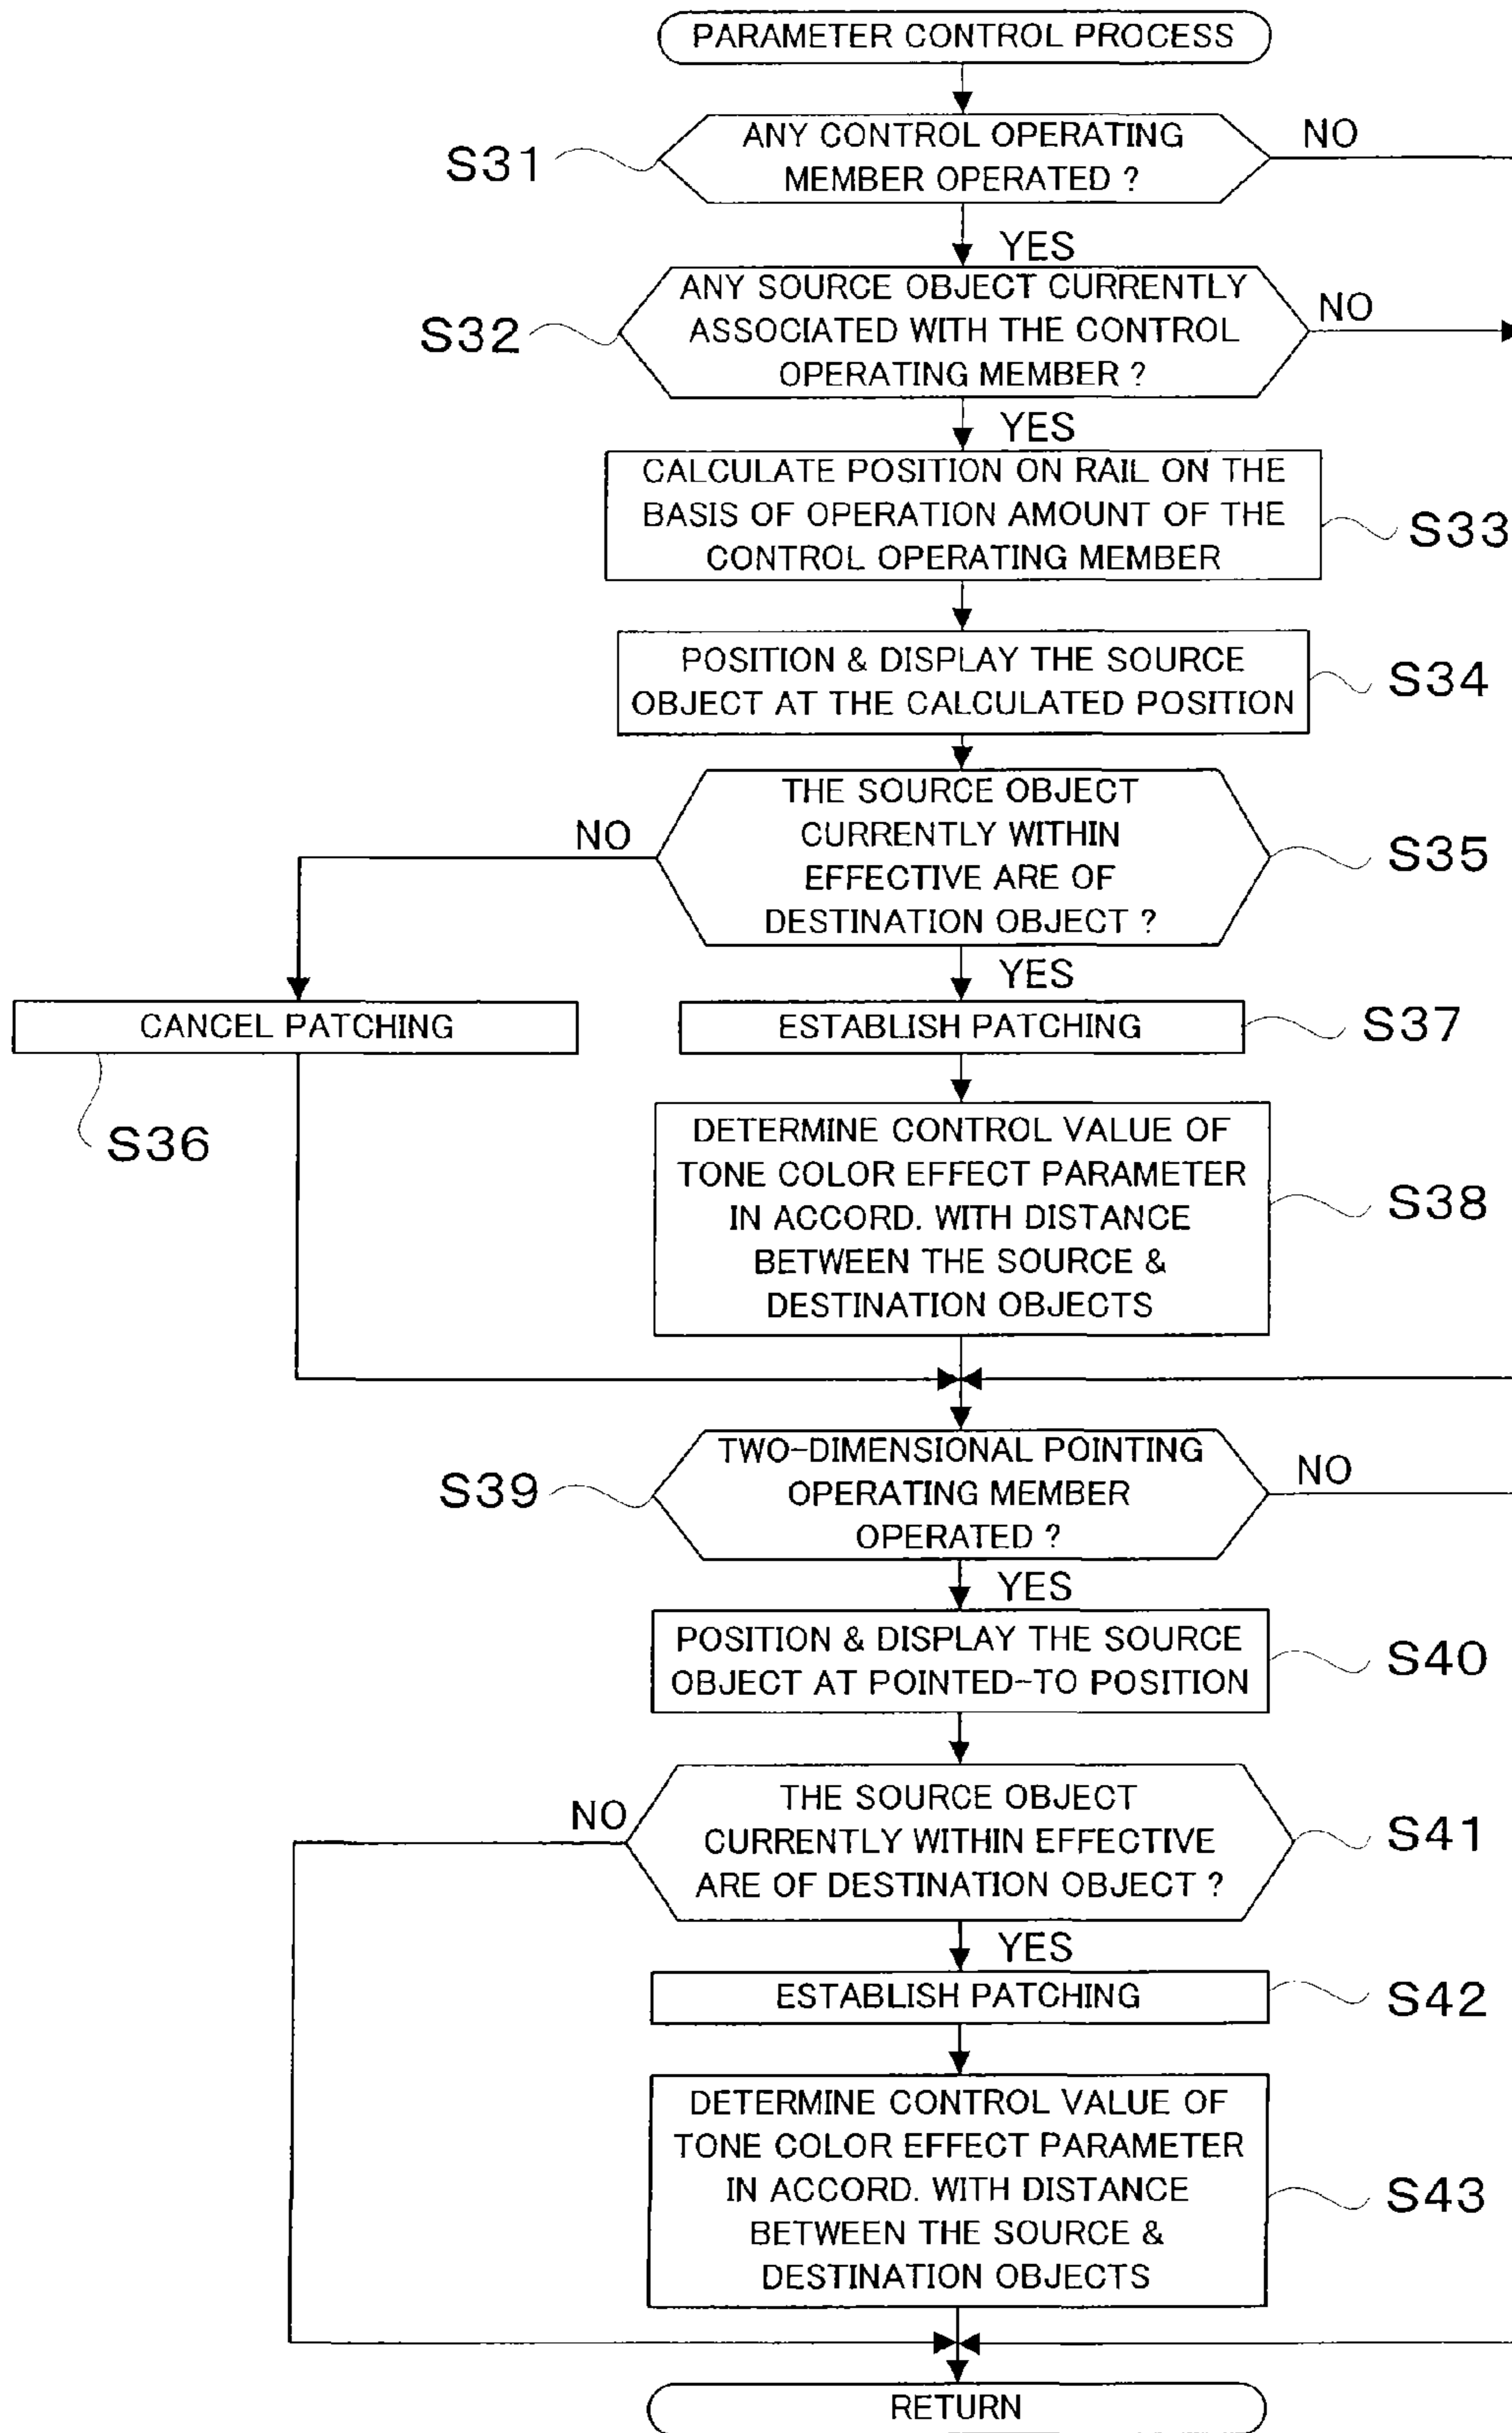 PARAMETER CONTROL PROCESS
S31
ANY CONTROL OPERATING
MEMBER OPERATED ?
NO
YES
S32
ANY SOURCE OBJECT CURRENTLY
ASSOCIATED WITH THE CONTROL
OPERATING MEMBER ?
NO
YES
CALCULATE POSITION ON RAIL ON THE
BASIS OF OPERATION AMOUNT OF THE
CONTROL OPERATING MEMBER
S33
POSITION & DISPLAY THE SOURCE
OBJECT AT THE CALCULATED POSITION
S34
THE SOURCE OBJECT
CURRENTLY WITHIN
EFFECTIVE ARE OF
DESTINATION OBJECT ?
S35
NO
YES
CANCEL PATCHING
S36
ESTABLISH PATCHING
S37
DETERMINE CONTROL VALUE OF
TONE COLOR EFFECT PARAMETER
IN ACCORD. WITH DISTANCE
BETWEEN THE SOURCE &
DESTINATION OBJECTS
S38
S39
TWO-DIMENSIONAL POINTING
OPERATING MEMBER
OPERATED ?
NO
YES
POSITION & DISPLAY THE SOURCE
OBJECT AT POINTED-TO POSITION
S40
NO
THE SOURCE OBJECT
CURRENTLY WITHIN EFFECTIVE
ARE OF DESTINATION OBJECT ?
S41
YES
ESTABLISH PATCHING
S42
DETERMINE CONTROL VALUE OF
TONE COLOR EFFECT PARAMETER
IN ACCORD. WITH DISTANCE
BETWEEN THE SOURCE &
DESTINATION OBJECTS
S43
RETURN